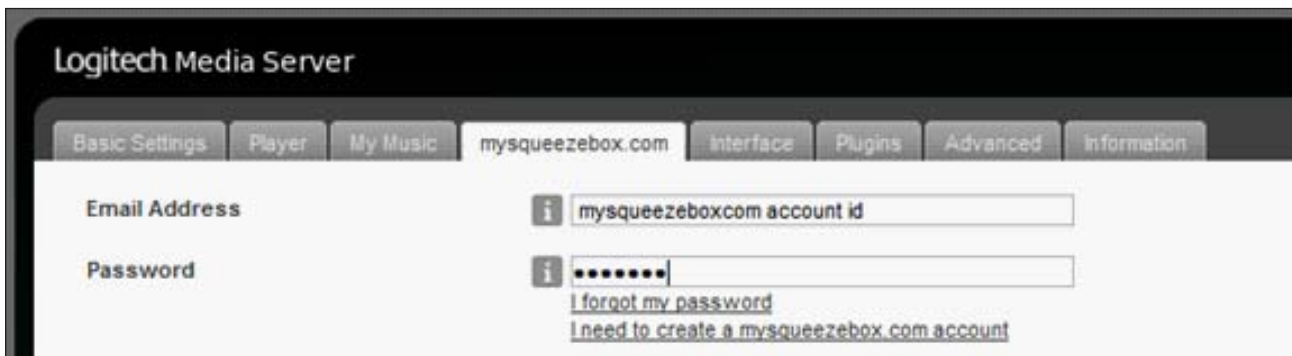 Logitech Media Server
Basic Settings Player My Music mysqueezebox.com Interface Plugins Advanced Information
Email Address i mysqueezeboxcom account id
Password i •••••••
I forgot my password
I need to create a mysqueezebox.com account